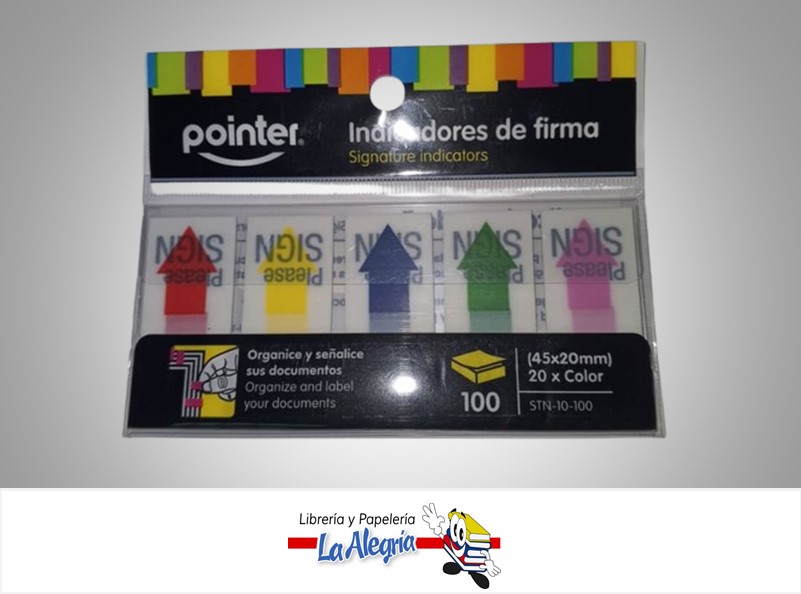 pointer®
Indicadores de firma
Signature indicators
Please SIGN
Please SIGN
Please SIGN
Please SIGN
Please SIGN
Organice y señalice
sus documentos
Organize and label
your documents
100
(45x20mm)
20 x Color
STN-10-100
Librería y Papelería
La Alegría